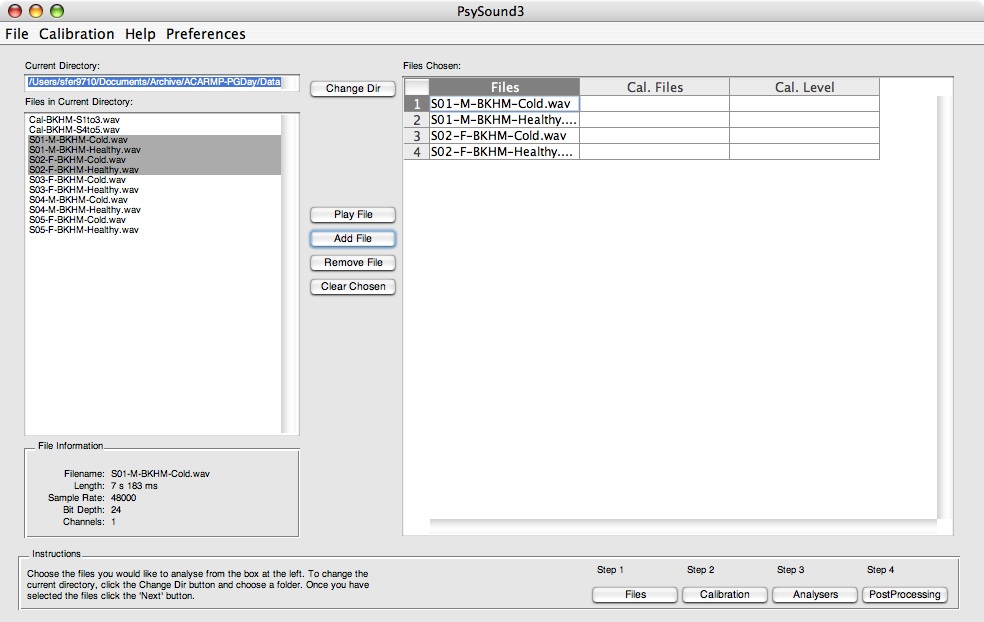 PsySound3
File Calibration Help Preferences
Current Directory:
/Users/sfer9710/Documents/Archive/ACARMP-PGDay/Data
Change Dir
Files in Current Directory:
Cal-BKHM-S1to3.wav
Cal-BKHM-S4to5.wav
S01-M-BKHM-Cold.wav
S01-M-BKHM-Healthy.wav
S02-F-BKHM-Cold.wav
S02-F-BKHM-Healthy.wav
S03-F-BKHM-Cold.wav
S03-F-BKHM-Healthy.wav
S04-M-BKHM-Cold.wav
S04-M-BKHM-Healthy.wav
S05-F-BKHM-Cold.wav
S05-F-BKHM-Healthy.wav
Play File
Add File
Remove File
Clear Chosen
Files Chosen:
Files Cal. Files Cal. Level
1 S01-M-BKHM-Cold.wav
2 S01-M-BKHM-Healthy....
3 S02-F-BKHM-Cold.wav
4 S02-F-BKHM-Healthy....
File Information
Filename: S01-M-BKHM-Cold.wav
Length: 7 s 183 ms
Sample Rate: 48000
Bit Depth: 24
Channels: 1
Instructions
Choose the files you would like to analyse from the box at the left. To change the
current directory, click the Change Dir button and choose a folder. Once you have
selected the files click the 'Next' button.
Step 1 Step 2 Step 3 Step 4
Files Calibration Analysers PostProcessing